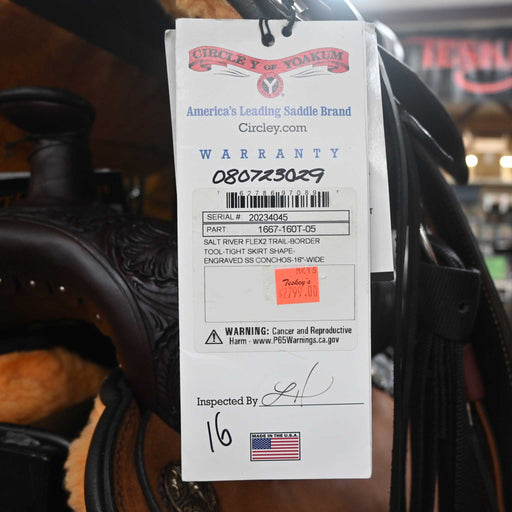 CIRCLE Y OF YOAKUM
Y
America's Leading Saddle Brand
Circley.com
WARRANTY
080723029
SERIAL #: 20234045
PART 1667-160T-05
SALT RIVER FLEX2 TRAIL-BORDER
TOOL-TIGHT SKIRT SHAPE-
ENGRAVED SS CONCHOS-16"-WIDE
Teskey's
$2799.00
WARNING: Cancer and Reproductive
Harm - www.P65Warnings.ca.gov
Inspected By
16
MADE IN THE U.S.A.